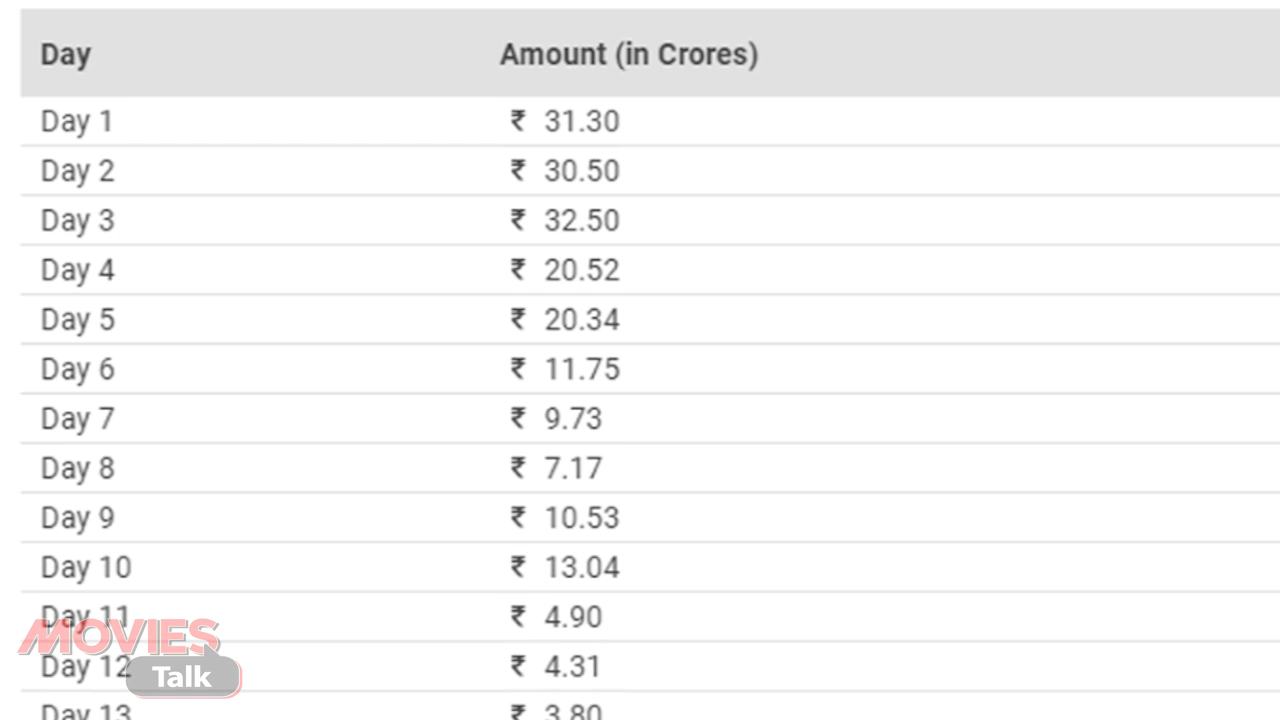 Day Amount (in Crores)
Day 1 ₹ 31.30
Day 2 ₹ 30.50
Day 3 ₹ 32.50
Day 4 ₹ 20.52
Day 5 ₹ 20.34
Day 6 ₹ 11.75
Day 7 ₹ 9.73
Day 8 ₹ 7.17
Day 9 ₹ 10.53
Day 10 ₹ 13.04
Day 11 ₹ 4.90
MOVIES
Day 12 ₹ 4.31
Talk
Day 13 ₹ 3.80